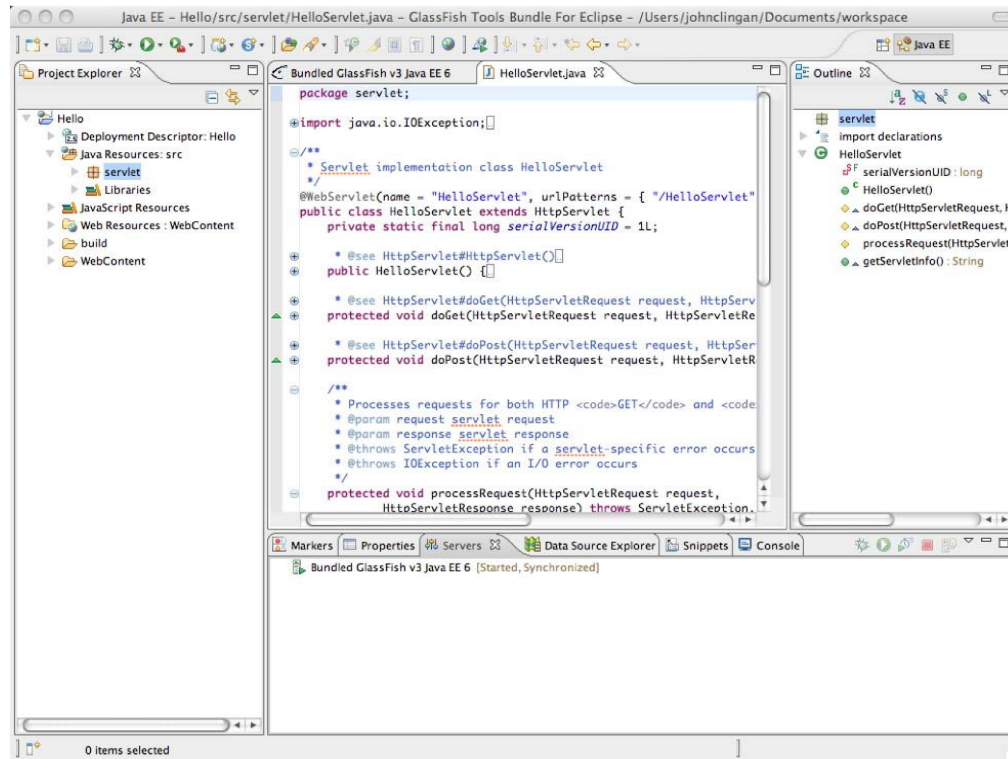 Java EE - Hello/src/servlet/HelloServlet.java - GlassFish Tools Bundle For Eclipse - /Users/johnclingan/Documents/workspace
Java EE
Project Explorer
Hello
Deployment Descriptor: Hello
Java Resources: src
servlet
Libraries
JavaScript Resources
Web Resources : WebContent
build
WebContent
Bundled GlassFish v3 Java EE 6
HelloServlet.java
package servlet;
import java.io.IOException;
/**
* Servlet implementation class HelloServlet
*/
@WebServlet(name = "HelloServlet", urlPatterns = { "/HelloServlet"
public class HelloServlet extends HttpServlet {
private static final long serialVersionUID = 1L;
* @see HttpServlet#HttpServlet()
public HelloServlet() {
* @see HttpServlet#doGet(HttpServletRequest request, HttpServ
protected void doGet(HttpServletRequest request, HttpServletRe
* @see HttpServlet#doPost(HttpServletRequest request, HttpSer
protected void doPost(HttpServletRequest request, HttpServletR
/**
* Processes requests for both HTTP <code>GET</code> and <code
* @param request servlet request
* @param response servlet response
* @throws ServletException if a servlet-specific error occurs
* @throws IOException if an I/O error occurs
*/
protected void processRequest(HttpServletRequest request,
HttpServletResponse response) throws ServletException,
Outline
servlet
import declarations
HelloServlet
serialVersionUID : long
HelloServlet()
doGet(HttpServletRequest, H
doPost(HttpServletRequest,
processRequest(HttpServlet
getServletInfo() : String
Markers
Properties
Servers
Data Source Explorer
Snippets
Console
Bundled GlassFish v3 Java EE 6 [Started, Synchronized]
0 items selected